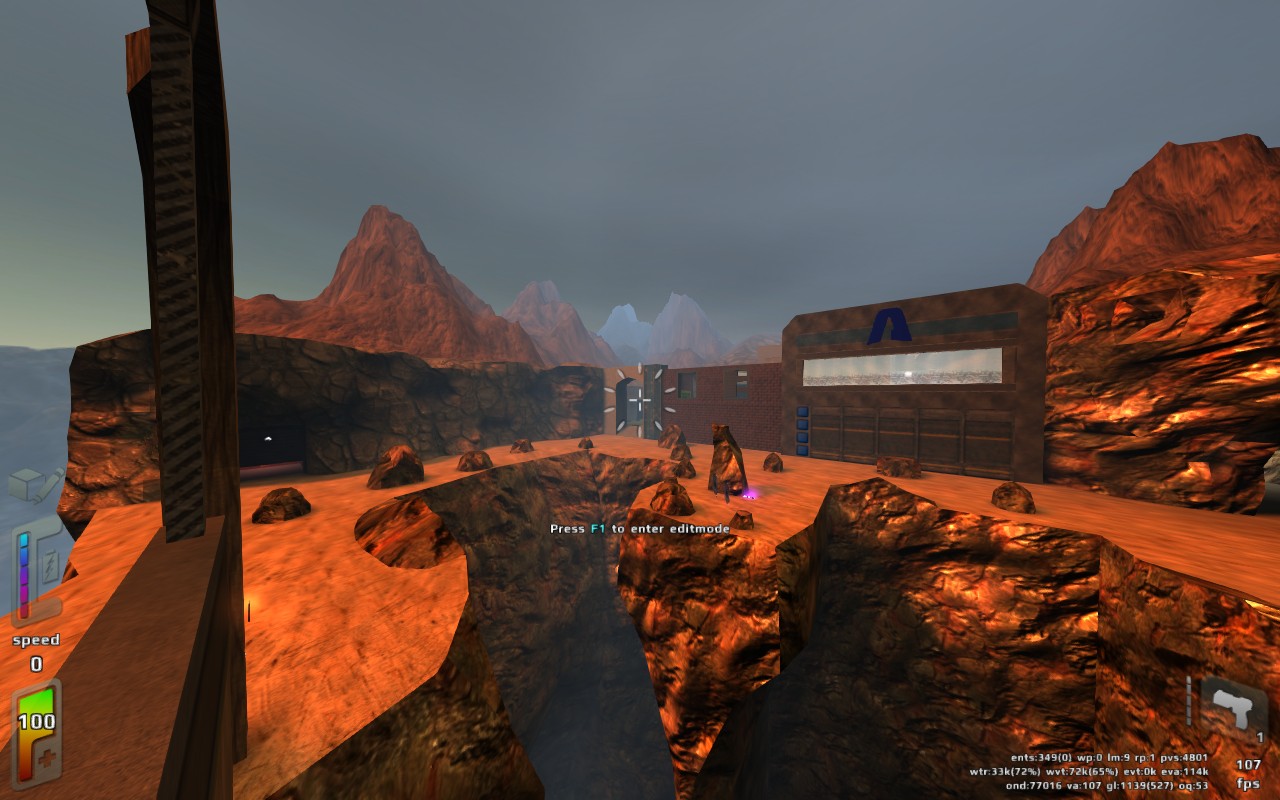 Press F1 to enter editmode
speed
0
100
1
ents:349(0) wp:0 lm:9 rp 1 pvs:4801
wtr:33k(72%) wvt:72k(65%) evt:0k eva:114k
ond:77016 va:107 gl:1139(527) oq:53
107
fps